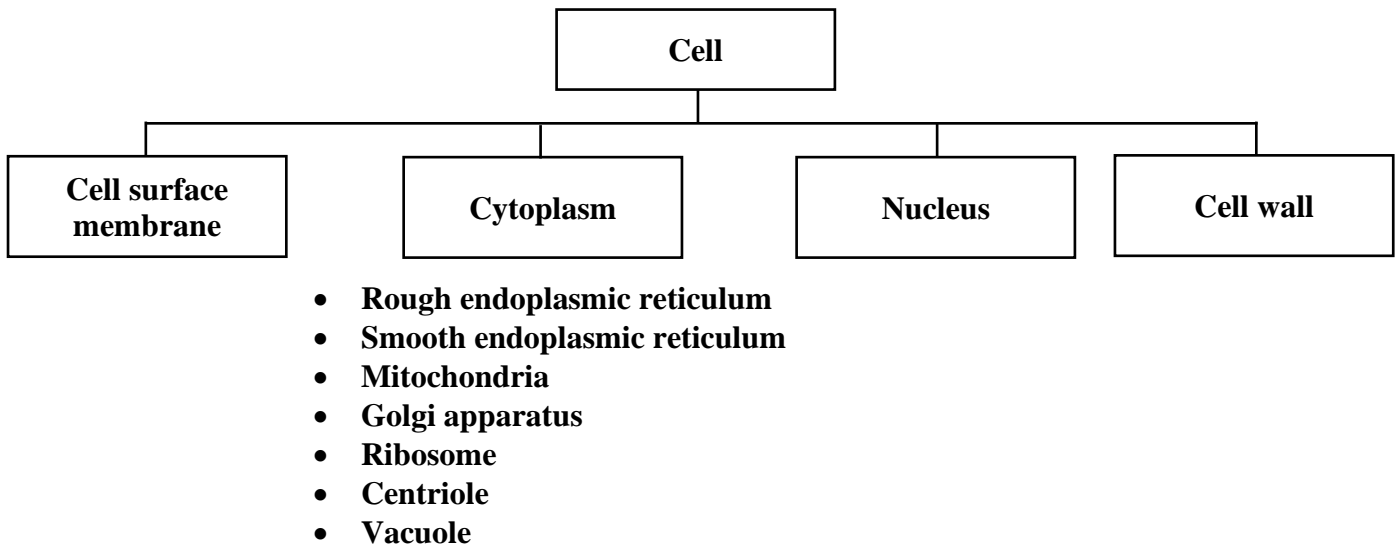 Cell
Cell surface
membrane
Cytoplasm
Nucleus
Cell wall
• Rough endoplasmic reticulum
• Smooth endoplasmic reticulum
• Mitochondria
• Golgi apparatus
• Ribosome
• Centriole
• Vacuole